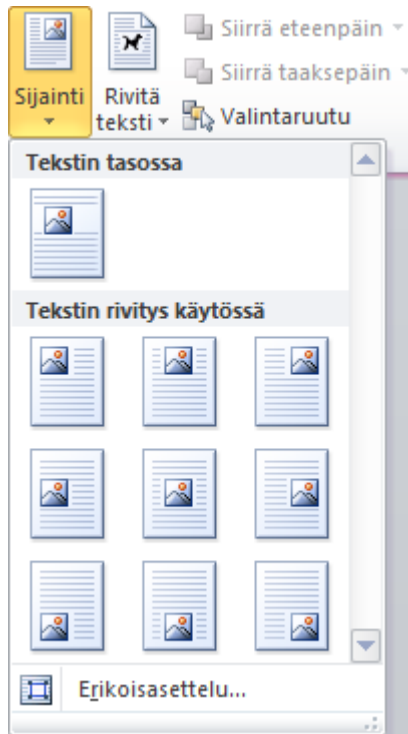 Siirrä eteenpäin
Siirrä taaksepäin
Sijainti
Rivitä
teksti
Valintaruutu
Tekstin tasossa
Tekstin rivitys käytössä
Erikoisasettelu...